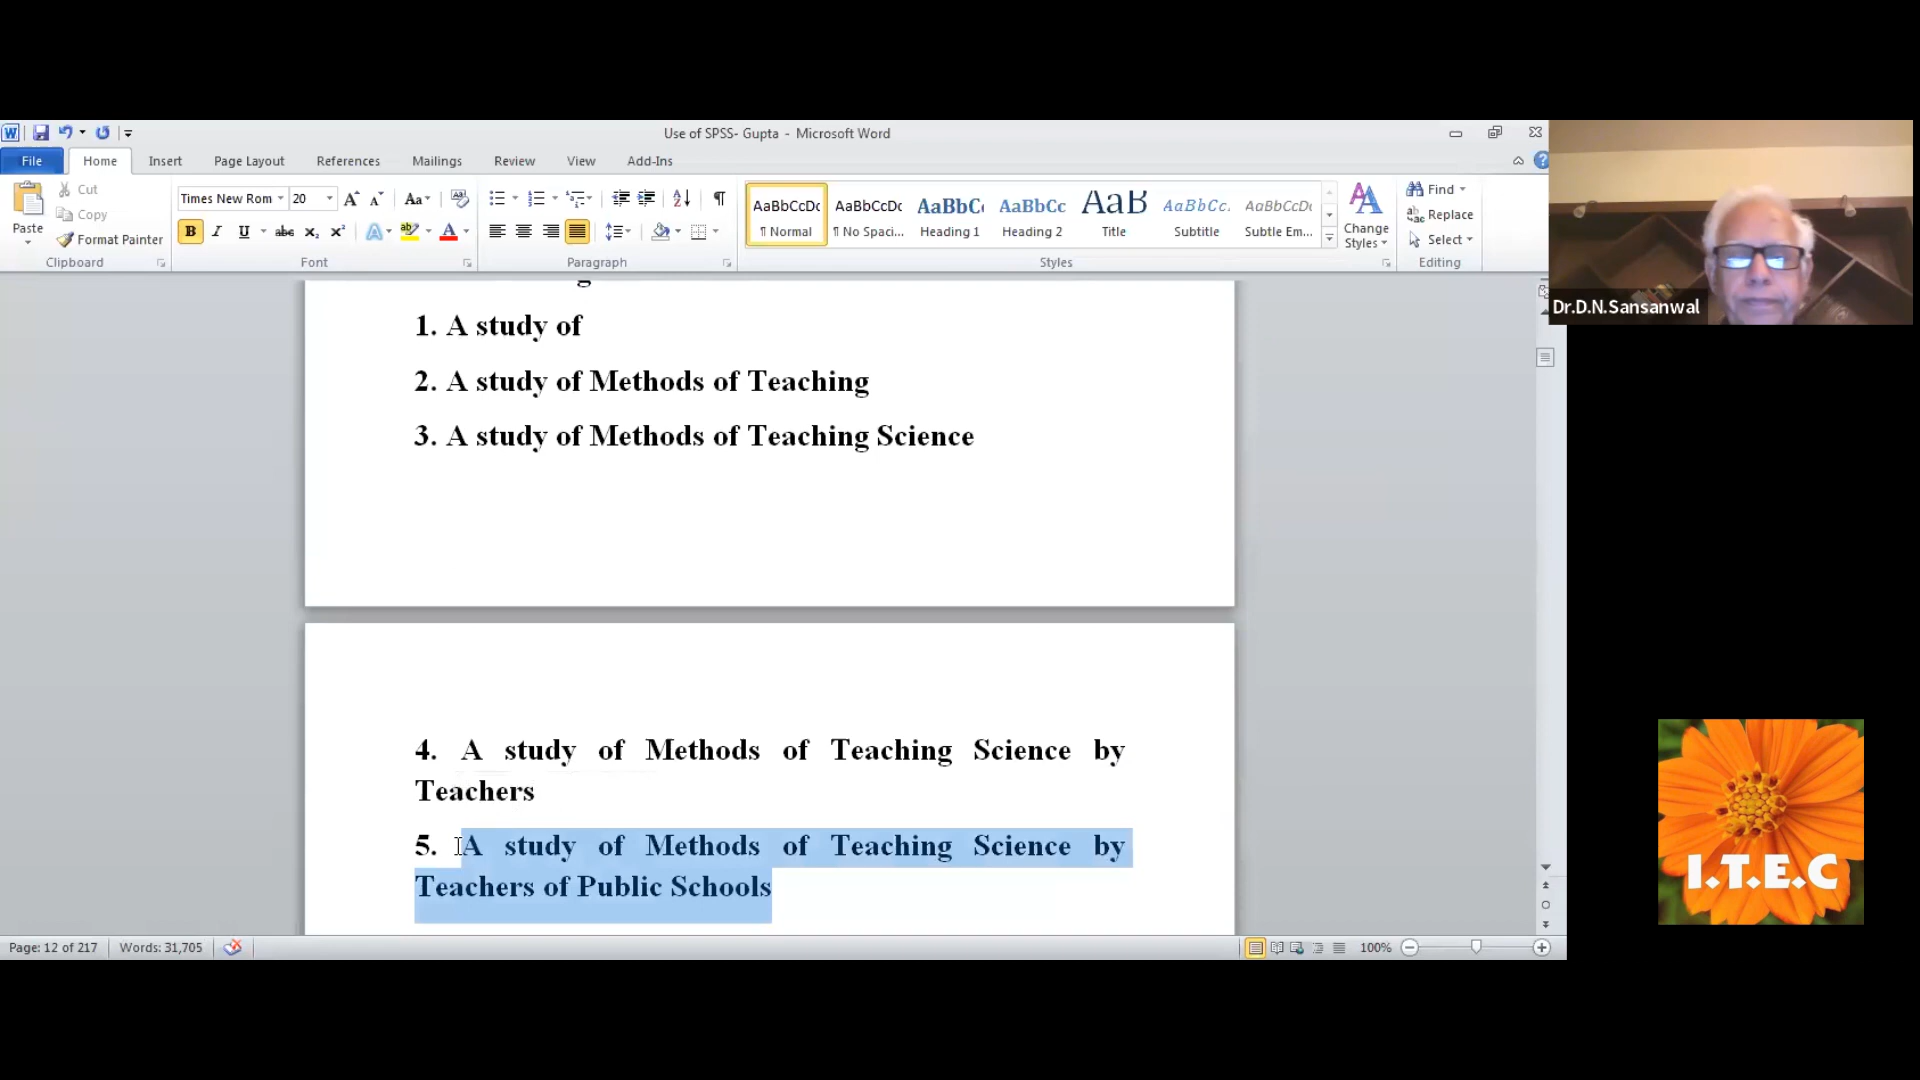 Use of SPSS- Gupta - Microsoft Word
File Home Insert Page Layout References Mailings Review View Add-Ins
Paste
Cut
Copy
Format Painter
Clipboard
Times New Rom 20
Font
Paragraph
AaBbCcDc AaBbCcDc AaBbC AaBbCc AaB AaBbCc. AaBbCcDc
¶ Normal ¶ No Spaci... Heading 1 Heading 2 Title Subtitle Subtle Em...
Change
Styles
Styles
Find
Replace
Select
Editing
Dr.D.N.Sansanwal
1. A study of
2. A study of Methods of Teaching
3. A study of Methods of Teaching Science
4. A study of Methods of Teaching Science by
Teachers
5. A study of Methods of Teaching Science by
Teachers of Public Schools
I.T.E.C
Page: 12 of 217 Words: 31,705 100%